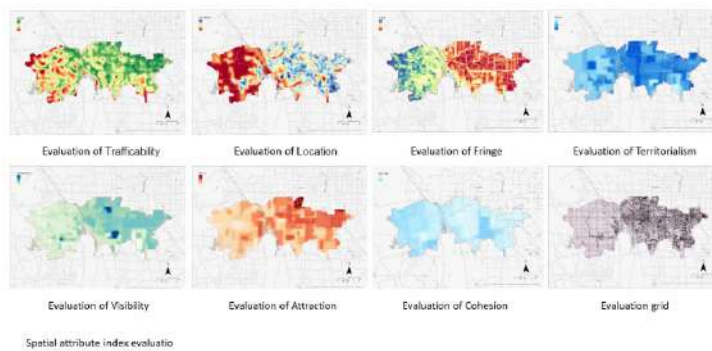 Evaluation of Trafficability
Evaluation of Location
Evaluation of Fringe
Evaluation of Territorialism
Evaluation of Visibility
Evaluation of Attraction
Evaluation of Cohesion
Evaluation grid
Spatial attribute index evaluatio